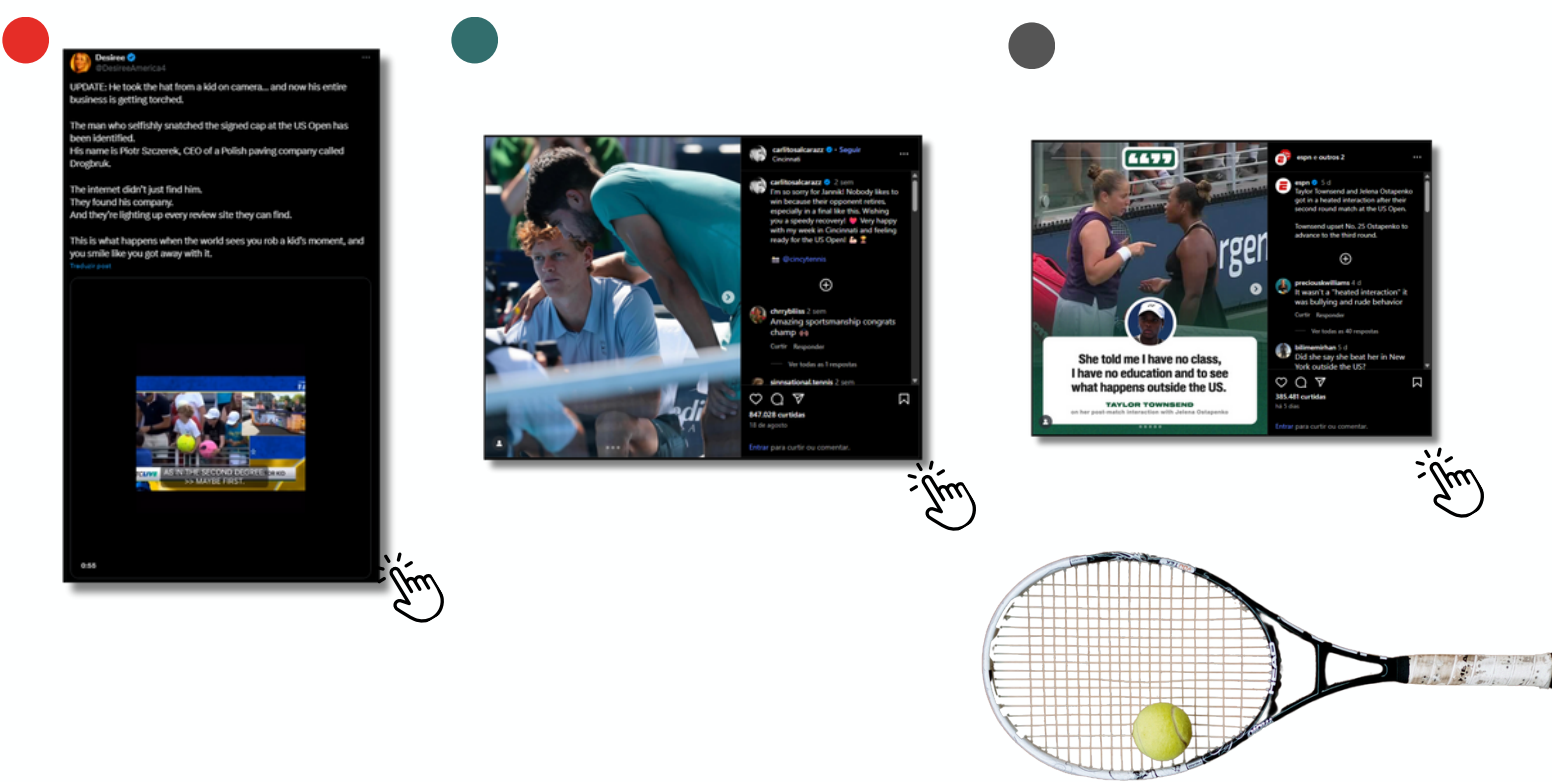 Desiree
@DesireeAmerica4
UPDATE: He took the hat from a kid on camera... and now his entire
business is getting torched.
The man who selfishly snatched the signed cap at the US Open has
been identified.
His name is Piotr Szczerek, CEO of a Polish paving company called
Drogbruk.
The internet didn't just find him.
They found his company.
And they're lighting up every review site they can find.
This is what happens when the world sees you rob a kid's moment, and
you smile like you got away with it.
Traduzir post
AS IN THE SECOND DEGREE,
>> MAYBE FIRST.
0:55
carlitosalcarazz • Seguir
Cincinnati
carlitosalcarazz 2 sem
I'm so sorry for Jannik! Nobody likes to
win because their opponent retires,
especially in a final like this. Wishing
you a speedy recovery! ❤️ Very happy
with my week in Cincinnati and feeling
ready for the US Open! 💪🏻 🏆
📷 @cincytennis
chrrybliiss 2 sem
Amazing sportsmanship congrats
champ
Curtir Responder
Ver todas as 1 respostas
sinnsational.tennis 2 sem
847.028 curtidas
18 de agosto
Entrar para curtir ou comentar.
rgen
She told me I have no class,
I have no education and to see
what happens outside the US.
TAYLOR TOWNSEND
on her post-match interaction with Jelena Ostapenko
espn e outros 2
espn 5 d
Taylor Townsend and Jelena Ostapenko
got in a heated interaction after their
second round match at the US Open.
Townsend upset No. 25 Ostapenko to
advance to the third round.
preciouskwilliams 4 d
It wasn't a "heated interaction" it
was bullying and rude behavior
Curtir Responder
Ver todas as 40 respostas
bilimemirhan 5 d
Did she say she beat her in New
York outside the US?
385.481 curtidas
há 5 dias
Entrar para curtir ou comentar.
HEAD